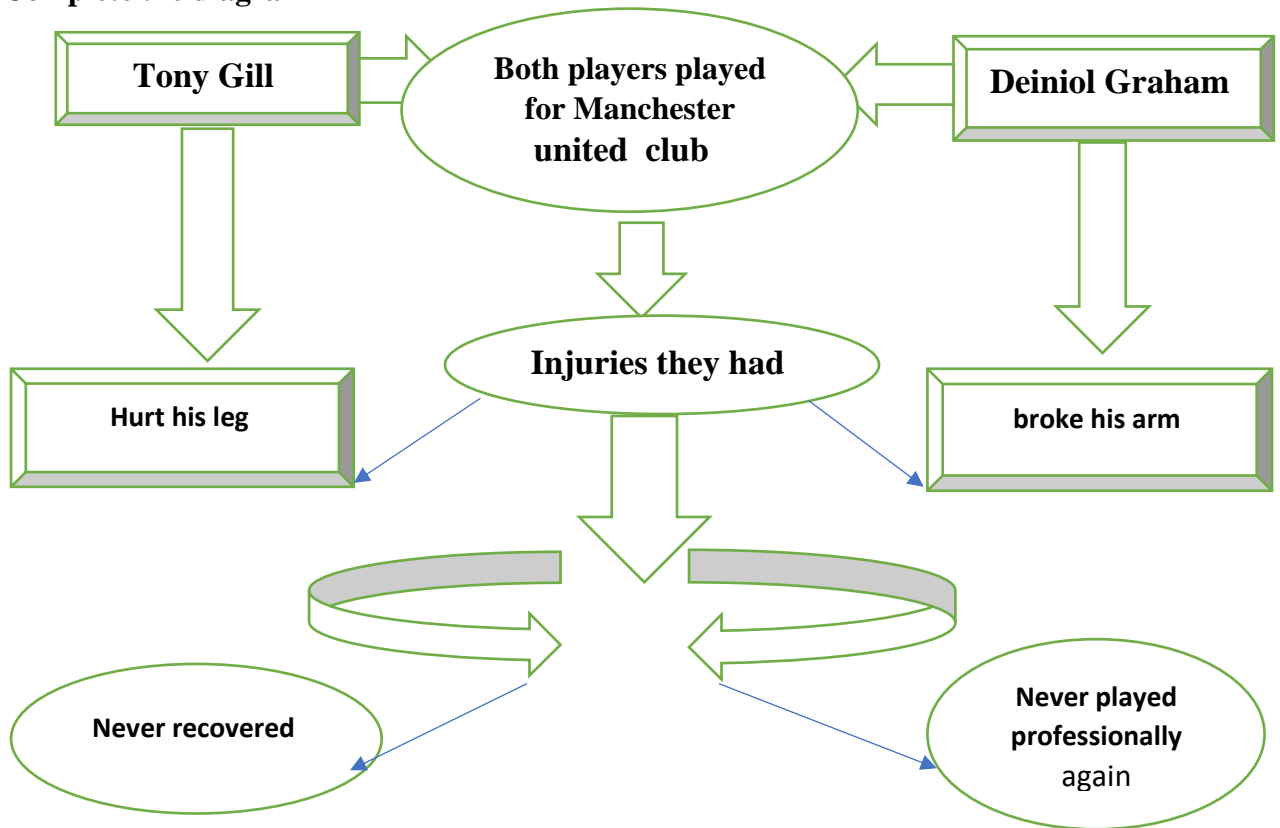 Tony Gill
Both players played
for Manchester
united club
Deiniol Graham
Injuries they had
Hurt his leg
broke his arm
Never recovered
Never played
professionally
again